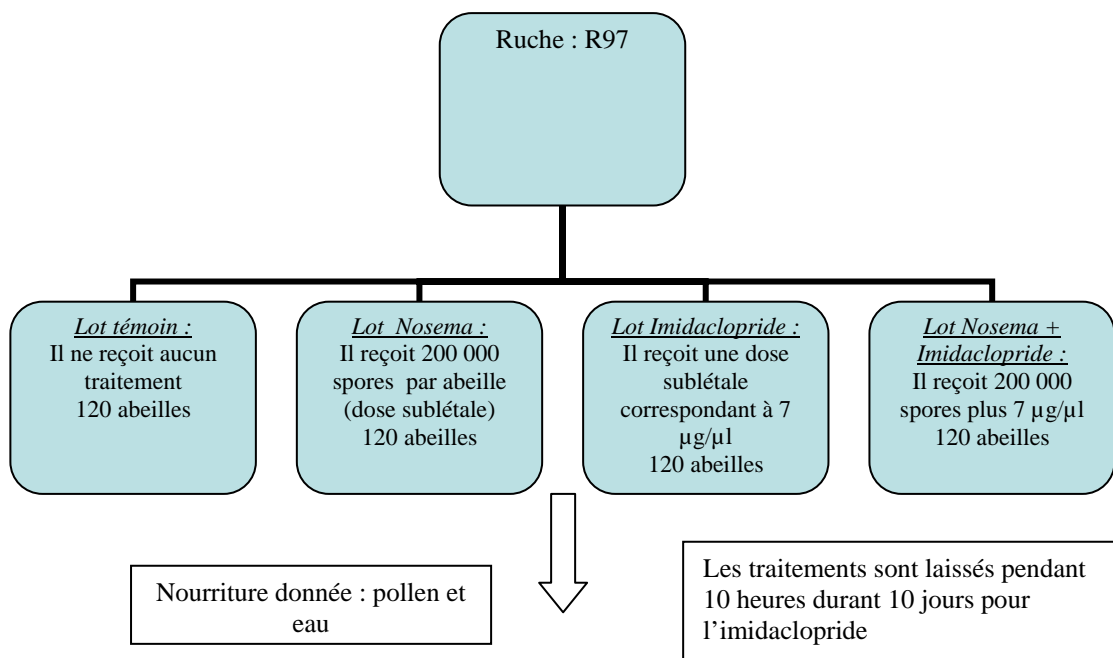 Ruche : R97
Lot témoin :
Il ne reçoit aucun
traitement
120 abeilles
Lot Nosema :
Il reçoit 200 000
spores par abeille
(dose sublétale)
120 abeilles
Lot Imidaclopride :
Il reçoit une dose
sublétale
correspondant à 7
µg/µl
120 abeilles
Lot Nosema +
Imidaclopride :
Il reçoit 200 000
spores plus 7 µg/µl
120 abeilles
Nourriture donnée : pollen et
eau
Les traitements sont laissés pendant
10 heures durant 10 jours pour
l’imidaclopride